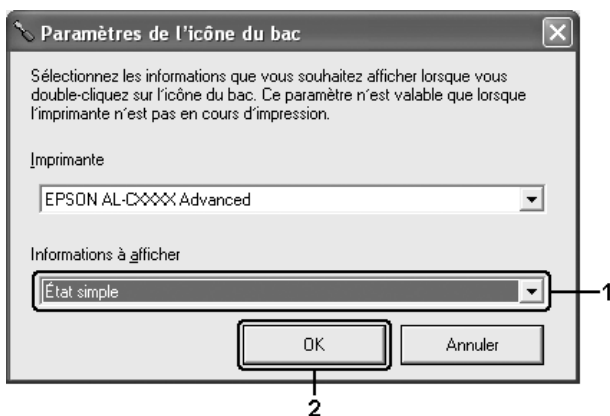 Paramètres de l'icône du bac
Sélectionnez les informations que vous souhaitez afficher lorsque vous
double-cliquez sur l'icône du bac. Ce paramètre n'est valable que lorsque
l'imprimante n'est pas en cours d'impression.
Imprimante
EPSON AL-CXXXX Advanced
Informations à afficher
État simple
1
OK
Annuler
2